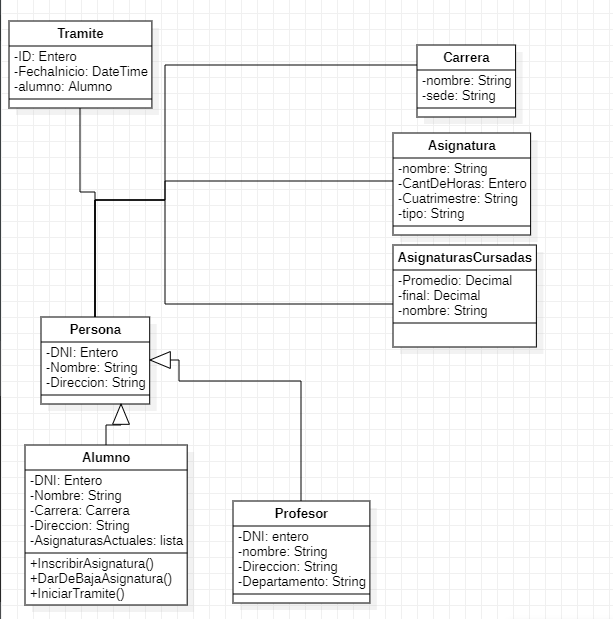 Tramite
-ID: Entero
-FechaInicio: DateTime
-alumno: Alumno
Carrera
-nombre: String
-sede: String
Asignatura
-nombre: String
-CantDeHoras: Entero
-Cuatrimestre: String
-tipo: String
AsignaturasCursadas
-Promedio: Decimal
-final: Decimal
-nombre: String
Persona
-DNI: Entero
-Nombre: String
-Direccion: String
Alumno
-DNI: Entero
-Nombre: String
-Carrera: Carrera
-Direccion: String
-AsignaturasActuales: lista
+InscribirAsignatura()
+DarDeBajaAsignatura()
+IniciarTramite()
Profesor
-DNI: entero
-nombre: String
-Direccion: String
-Departamento: String